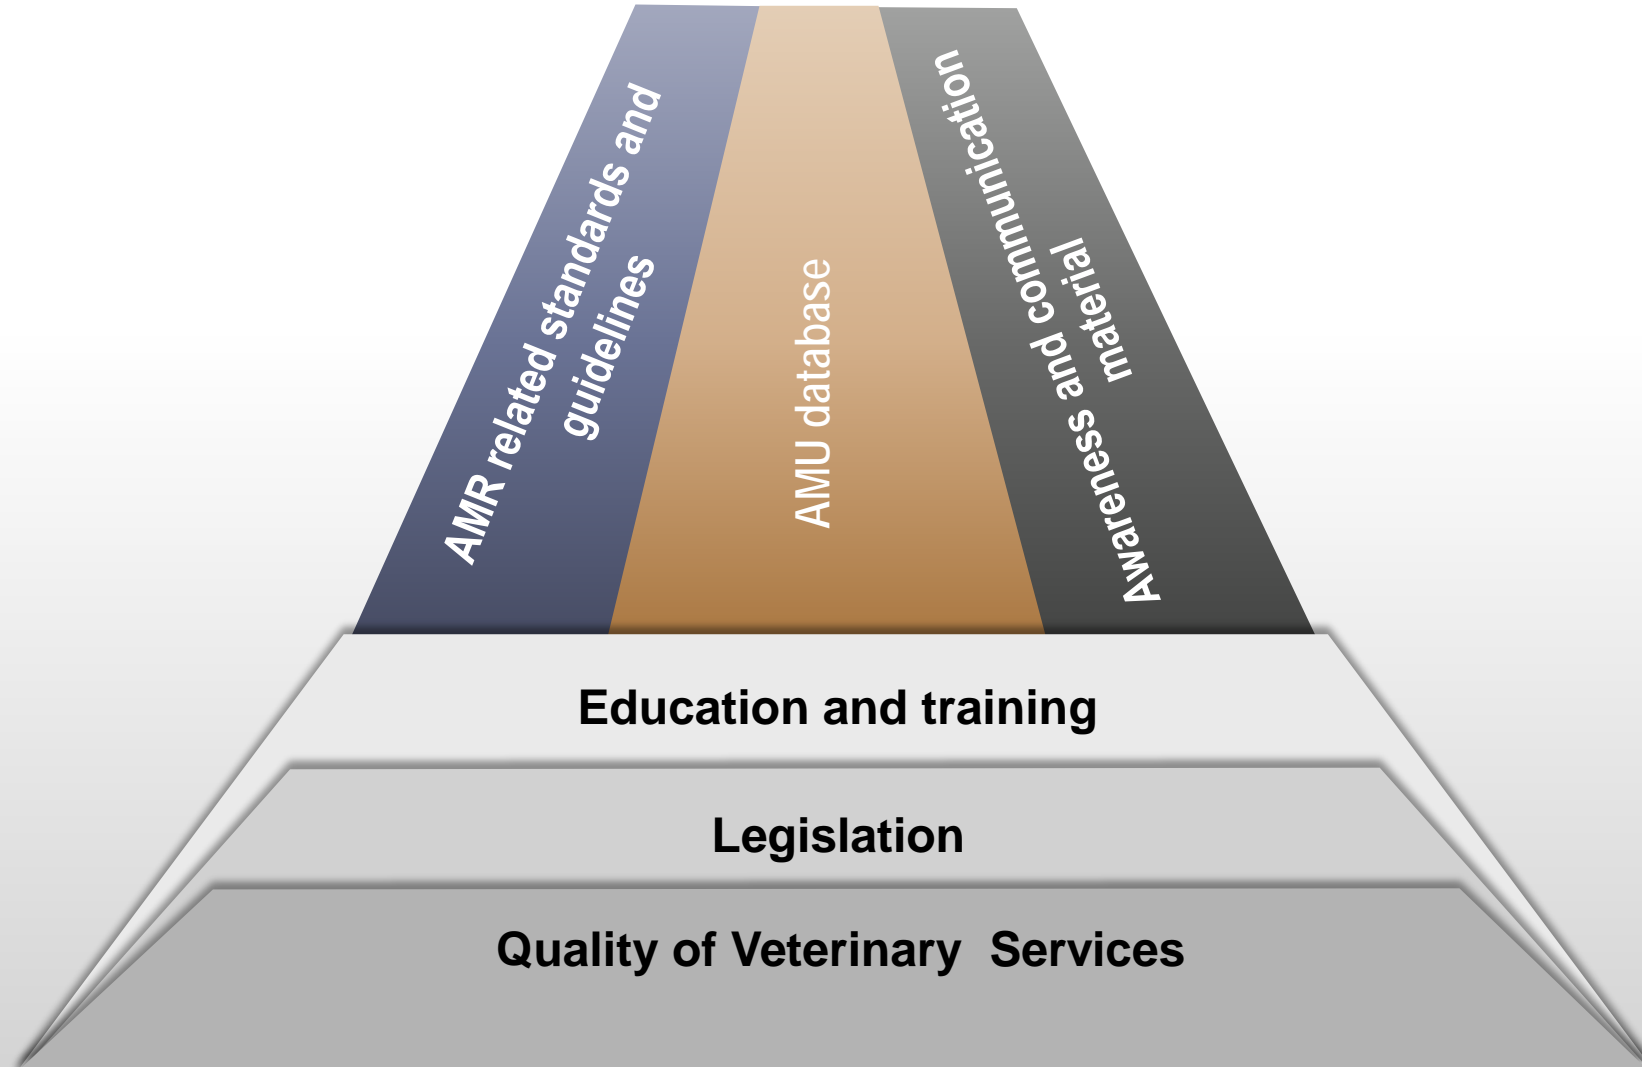 AMR related standards and
guidelines
AMU database
Awareness and communication
material
Education and training
Legislation
Quality of Veterinary  Services